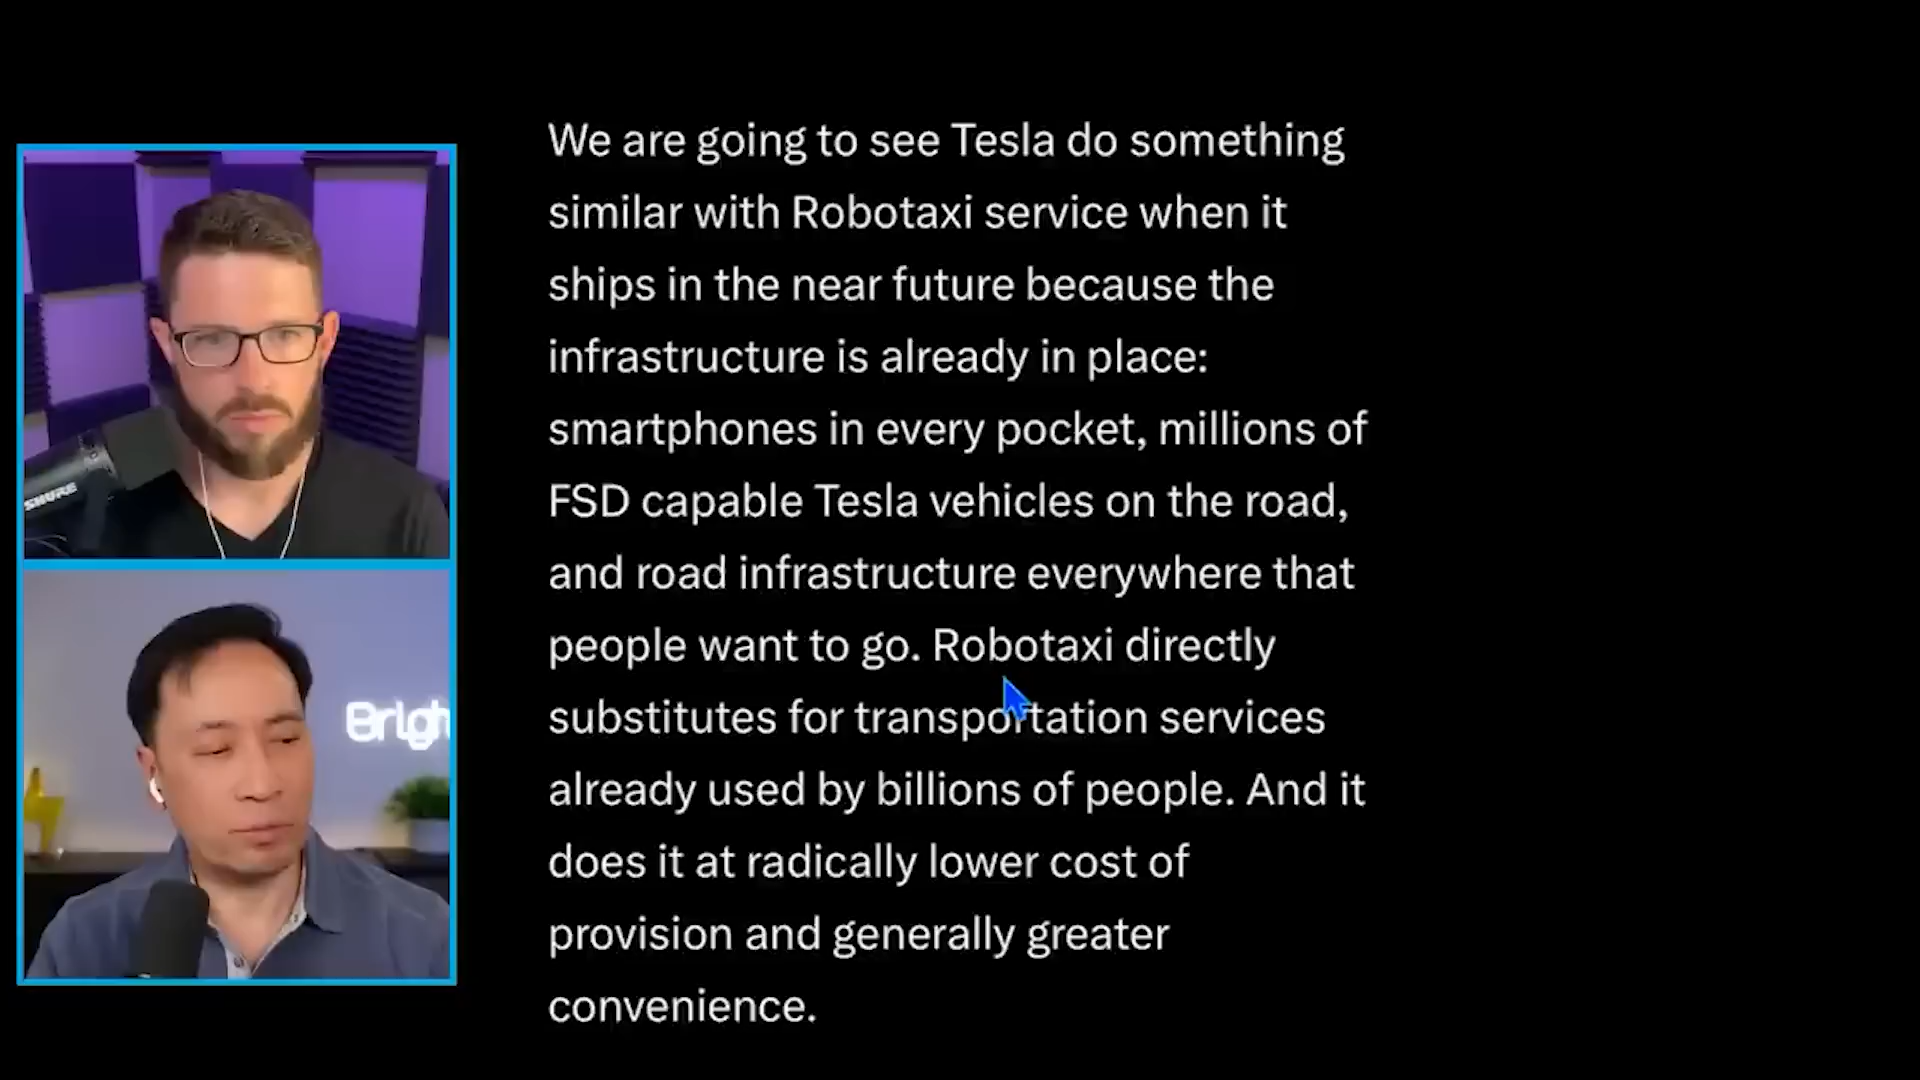 We are going to see Tesla do something
similar with Robotaxi service when it
ships in the near future because the
infrastructure is already in place:
smartphones in every pocket, millions of
FSD capable Tesla vehicles on the road,
and road infrastructure everywhere that
people want to go. Robotaxi directly
substitutes for transportation services
already used by billions of people. And it
does it at radically lower cost of
provision and generally greater
convenience.
SHURE
Brigh